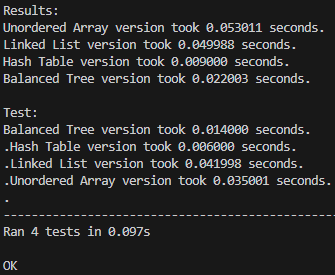 Results:
Unordered Array version took 0.053011 seconds.
Linked List version took 0.049988 seconds.
Hash Table version took 0.009000 seconds.
Balanced Tree version took 0.022003 seconds.

Test:
Balanced Tree version took 0.014000 seconds.
.Hash Table version took 0.006000 seconds.
.Linked List version took 0.041998 seconds.
.Unordered Array version took 0.035001 seconds.
.
----------------------------------------------------------------------
Ran 4 tests in 0.097s

OK